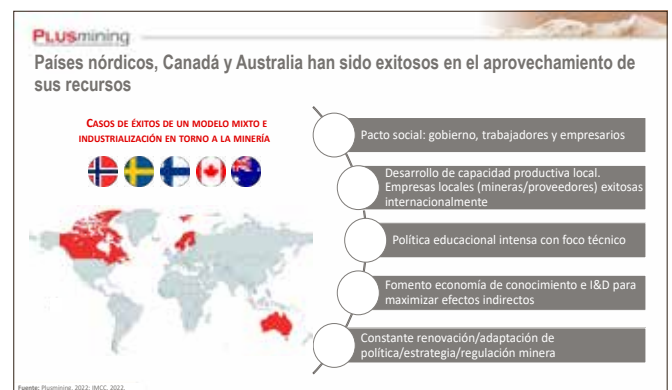 PLUSmining
Países nórdicos, Canadá y Australia han sido exitosos en el aprovechamiento de
sus recursos
CASOS DE ÉXITOS DE UN MODELO MIXTO E
INDUSTRIALIZACIÓN EN TORNO A LA MINERÍA
Pacto social: gobierno, trabajadores y empresarios
Desarrollo de capacidad productiva local.
Empresas locales (mineras/proveedores) exitosas
internacionalmente
Política educacional intensa con foco técnico
Fomento economía de conocimiento e I&D para
maximizar efectos indirectos
Constante renovación/adaptación de
política/estrategia/regulación minera
Fuente: Plusmining, 2022; IMCC, 2022.